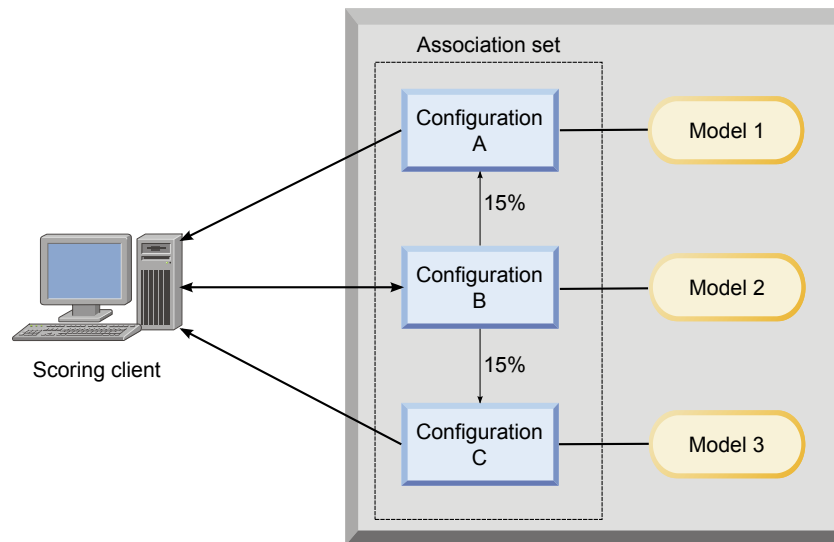 Association set
Configuration
A
Model 1
15%
Configuration
B
Model 2
Scoring client
15%
Configuration
C
Model 3